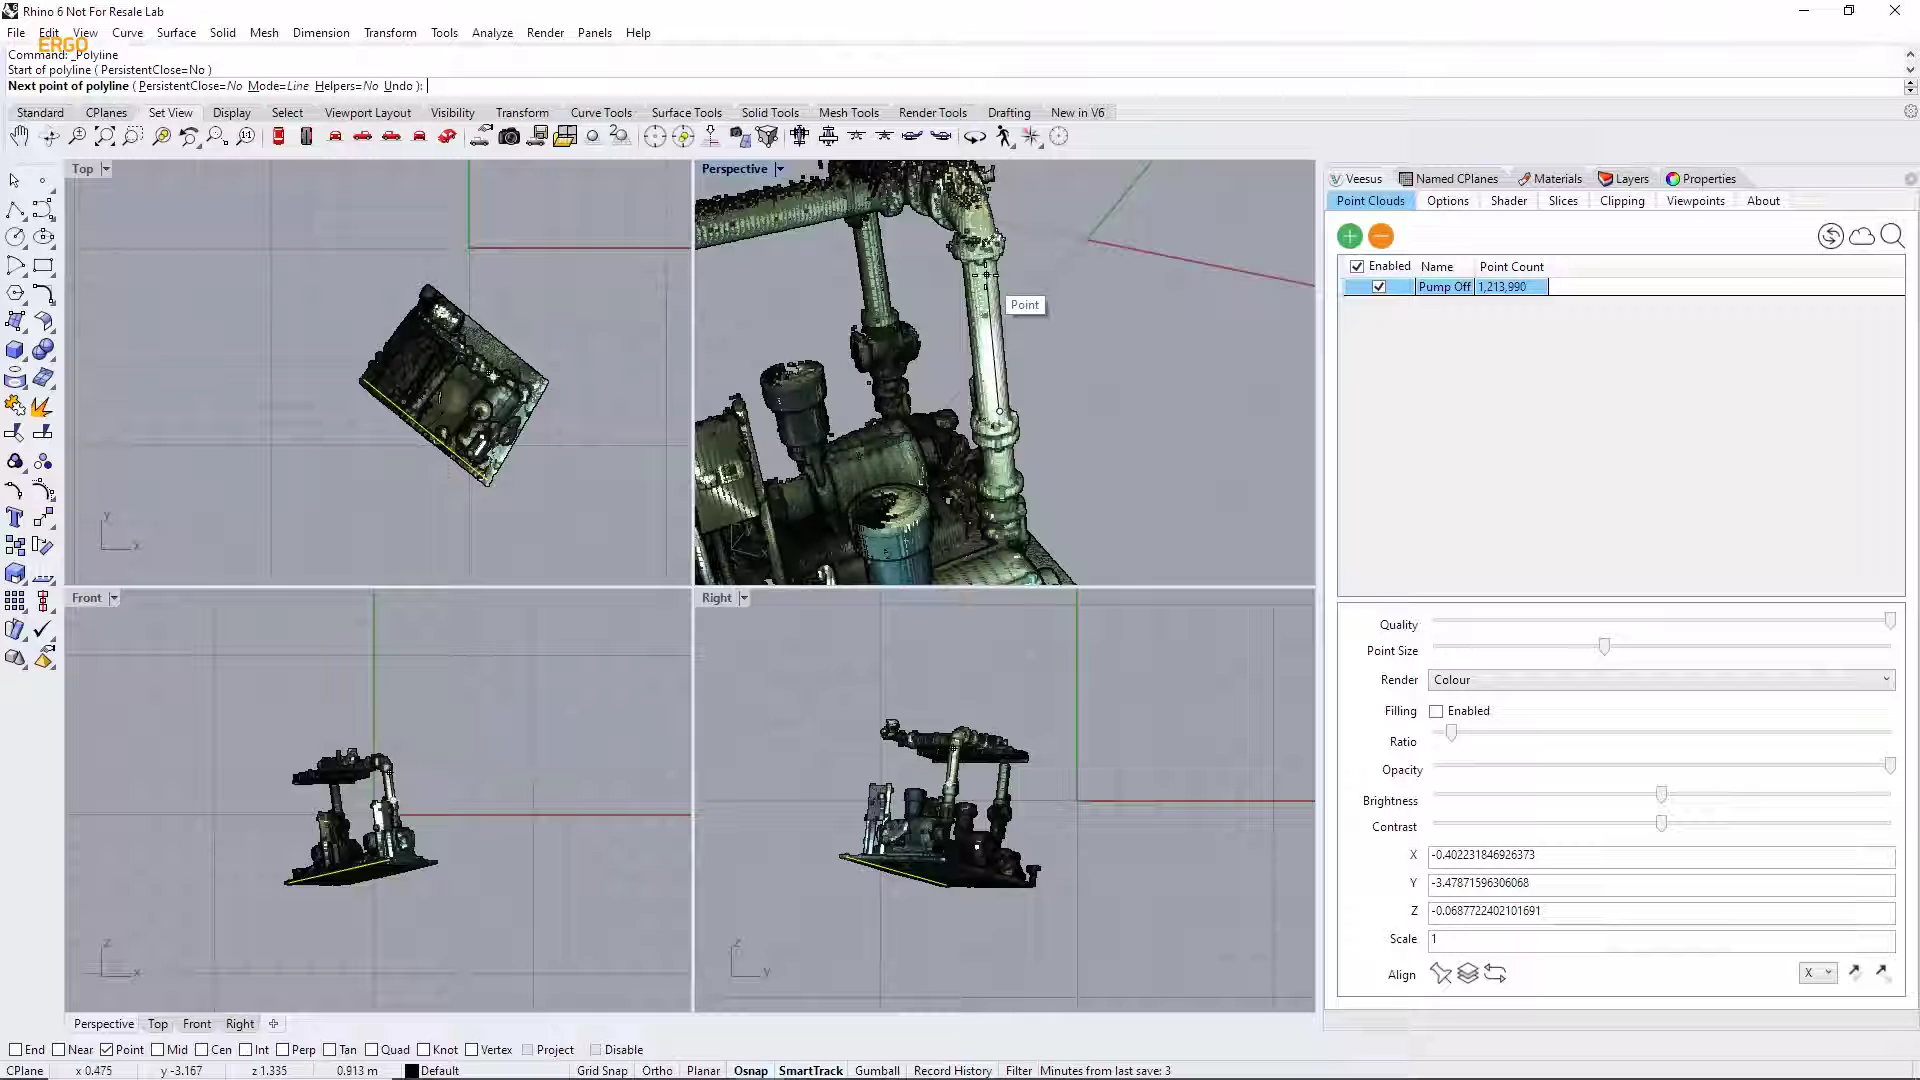 Rhino 6 Not For Resale Lab
File Edit View Curve Surface Solid Mesh Dimension Transform Tools Analyze Render Panels Help
ERGO
Command: _Polyline
Start of polyline ( PersistentClose=No )
Next point of polyline ( PersistentClose=No Mode=Line Helpers=No Undo ):
Standard CPlanes Set View Display Select Viewport Layout Visibility Transform Curve Tools Surface Tools Solid Tools Mesh Tools Render Tools Drafting New in V6
Top
Perspective
Point
Front
Right
y
x
z
x
z
y
Veesus Named CPlanes Materials Layers Properties
Point Clouds Options Shader Slices Clipping Viewpoints About
Enabled Name Point Count
Pump Off 1,213,990
Quality
Point Size
Render Colour
Filling Enabled
Ratio
Opacity
Brightness
Contrast
X -0.402231846926373
Y -3.47871596306068
Z -0.0687722402101691
Scale 1
Align X
Perspective Top Front Right
End Near Point Mid Cen Int Perp Tan Quad Knot Vertex Project Disable
CPlane x 0.475 y -3.167 z 1.335 0.913 m Default Grid Snap Ortho Planar Osnap SmartTrack Gumball Record History Filter Minutes from last save: 3